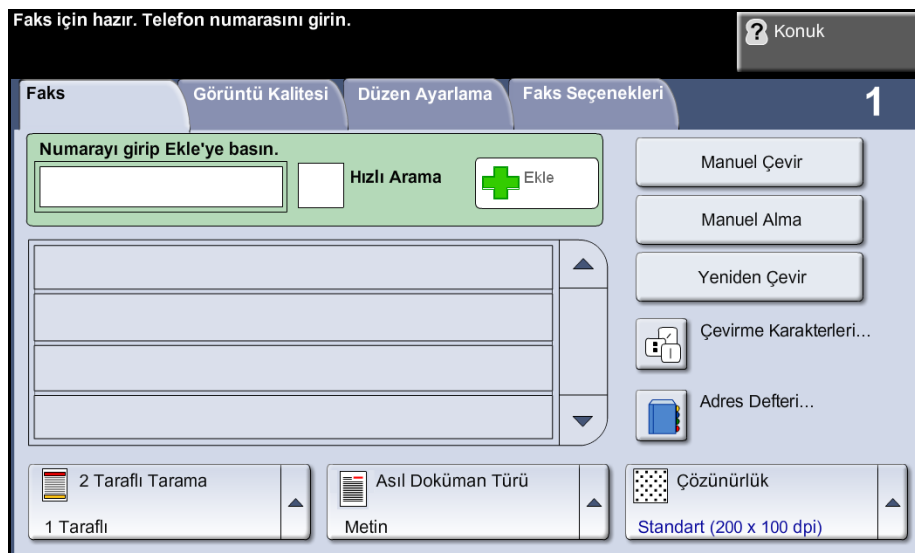 Faks için hazır. Telefon numarasını girin.
Konuk
Faks
Görüntü Kalitesi
Düzen Ayarlama
Faks Seçenekleri
1
Numarayı girip Ekle'ye basın.
Hızlı Arama
Ekle
Manuel Çevir
Manuel Alma
Yeniden Çevir
Çevirme Karakterleri...
Adres Defteri...
2 Taraflı Tarama
1 Taraflı
Asıl Doküman Türü
Metin
Çözünürlük
Standart (200 x 100 dpi)